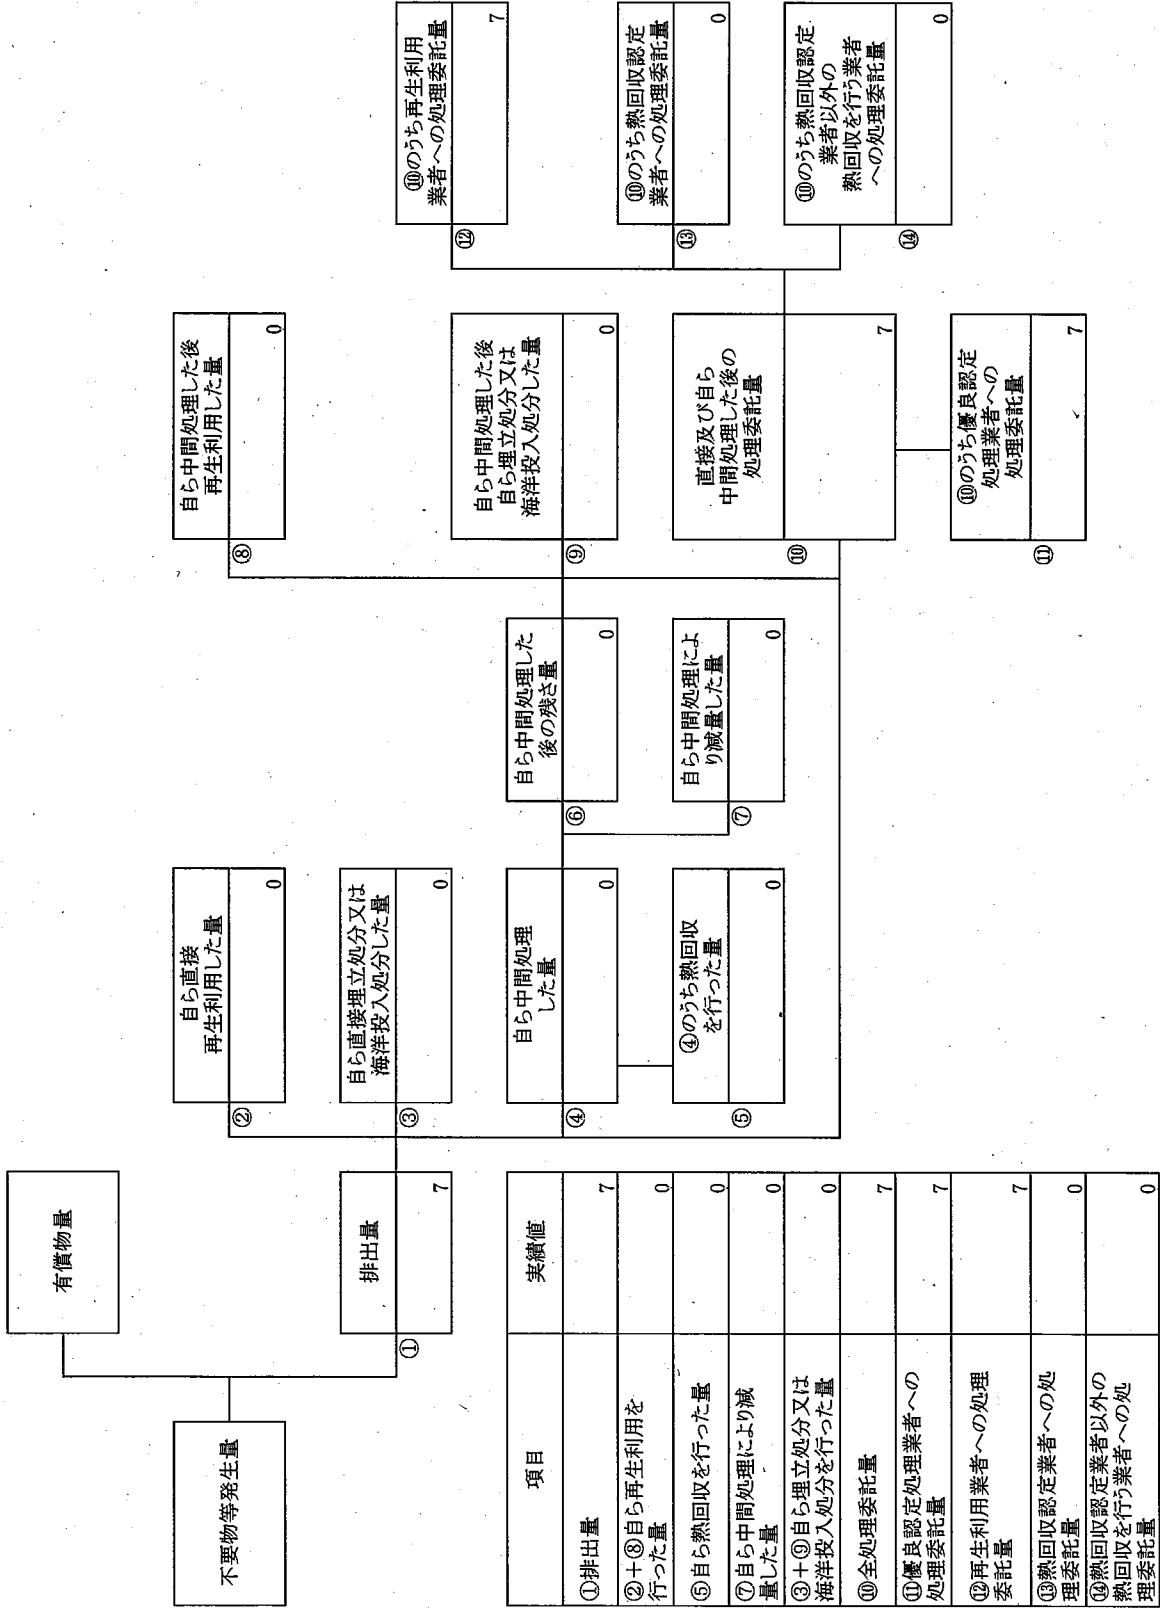 不要物等発生量
有償物量
排出量
①
7
自ら直接
再生利用した量
②
0
自ら直接埋立処分又は
海洋投入処分した量
③
0
自ら中間処理
した量
④
0
④のうち熱回収
を行った量
⑤
0
自ら中間処理した
後の残さ量
⑥
0
自ら中間処理によ
り減量した量
⑦
0
自ら中間処理した後
再生利用した量
⑧
0
自ら中間処理した後
自ら埋立処分又は
海洋投入処分した量
⑨
0
直接及び自ら
中間処理した後の
処理委託量
⑩
7
⑩のうち優良認定
処理業者への
処理委託量
⑪
7
⑩のうち再生利用
業者への処理委託量
⑫
7
⑩のうち熱回収認定
業者への処理委託量
⑬
0
⑩のうち熱回収認定
業者以外の
熱回収を行う業者
への処理委託量
⑭
0
項目 実績値
①排出量 7
②+⑧自ら再生利用を
行った量 0
⑤自ら熱回収を行った量 0
⑦自ら中間処理により減
量した量 0
③+⑨自ら埋立処分又は
海洋投入処分を行った量 0
⑩全処理委託量 7
⑪優良認定処理業者への
処理委託量 7
⑫再生利用業者への処理
委託量 7
⑬熱回収認定業者への処
理委託量 0
⑭熱回収認定業者以外の
熱回収を行う業者への処
理委託量 0